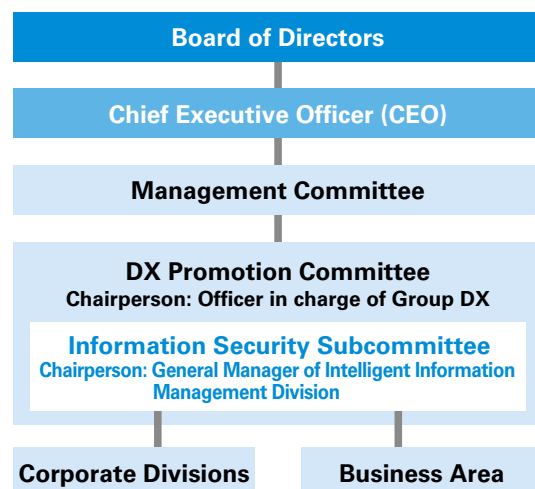 Board of Directors
Chief Executive Officer (CEO)
Management Committee
DX Promotion Committee
Chairperson: Officer in charge of Group DX
Information Security Subcommittee
Chairperson: General Manager of Intelligent Information
Management Division
Corporate Divisions
Business Area